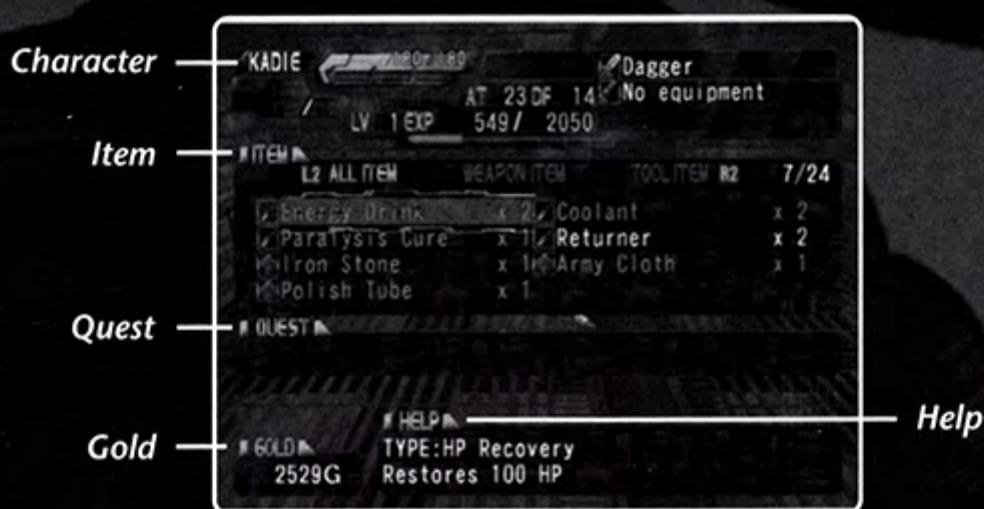 Character
KADIE 180/180
Dagger
AT 23 DF 14 No equipment
LV 1 EXP 549/ 2050
Item
ITEM
L2 ALL ITEM WEAPON ITEM TOOL ITEM R2 7/24
Energy Drink x 2 Coolant x 2
Paralysis Cure x 1 Returner x 2
Iron Stone x 1 Army Cloth x 1
Polish Tube x 1
Quest
QUEST
HELP
Help
Gold
GOLD
TYPE:HP Recovery
2529G Restores 100 HP